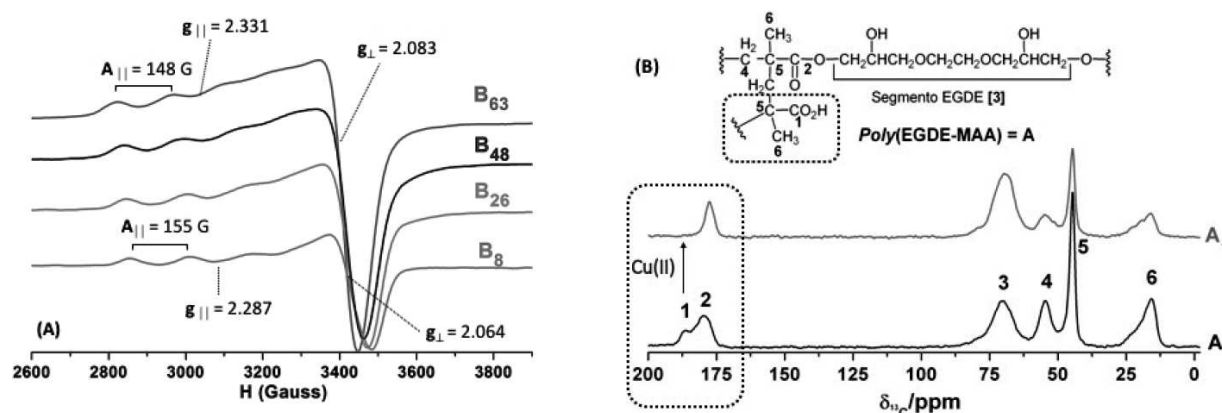 g || = 2.331
A || = 148 G
g⊥ = 2.083
B63
B48
B26
A || = 155 G
B8
g || = 2.287
(A)
g⊥ = 2.064
2600 2800 3000 3200 3400 3600 3800
H (Gauss)
(B)
6
H2 CH3 OH OH
C C C O CH2CHCH2OCH2CH2OCH2CHCH2 O
4 5 2
H2C O
Segmento EGDE [3]
5
C CO2H
1
CH3
6
Poly(EGDE-MAA) = A
A
Cu(II)
1 2 3 4 5 6
A
200 175 150 125 100 75 50 25 0
δ13C/ppm